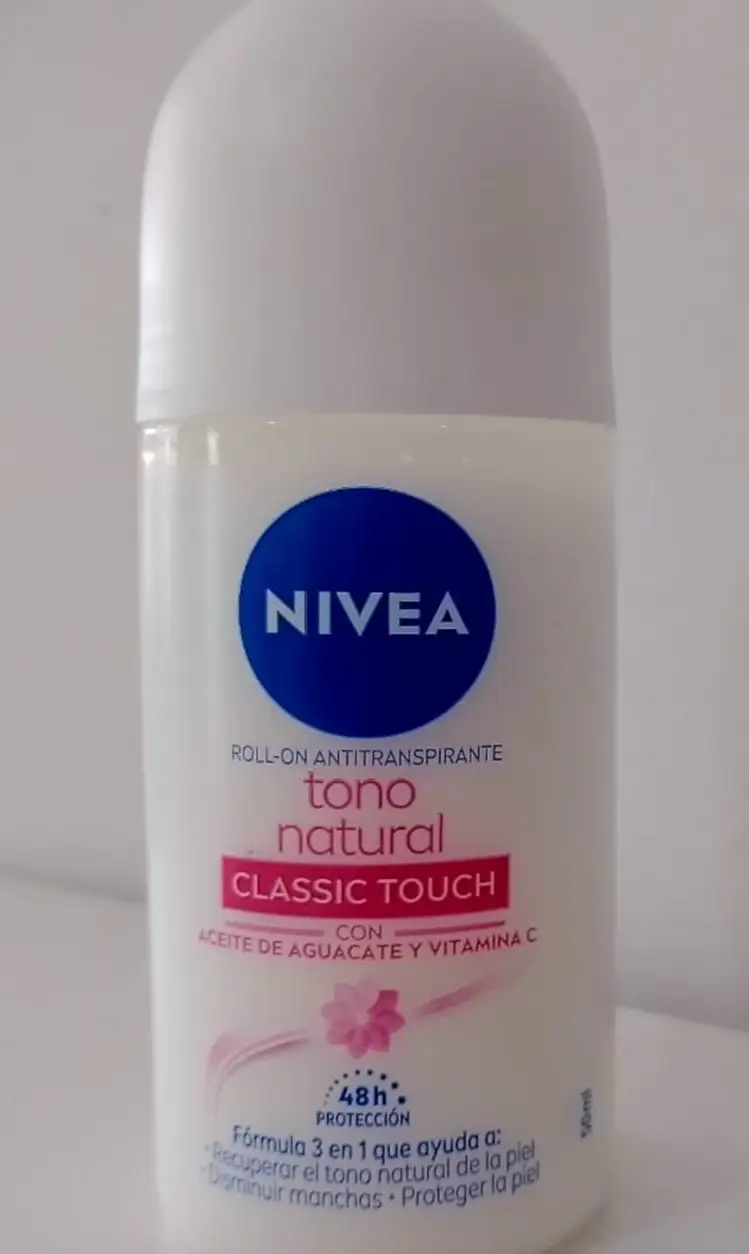 NIVEA
ROLL-ON ANTITRANSPIRANTE
tono
natural
CLASSIC TOUCH
CON
ACEITE DE AGUACATE Y VITAMINA C
48h
PROTECCIÓN
Fórmula 3 en 1 que ayuda a:
• Recuperar el tono natural de la piel
• Disminuir manchas • Proteger la piel
50ml